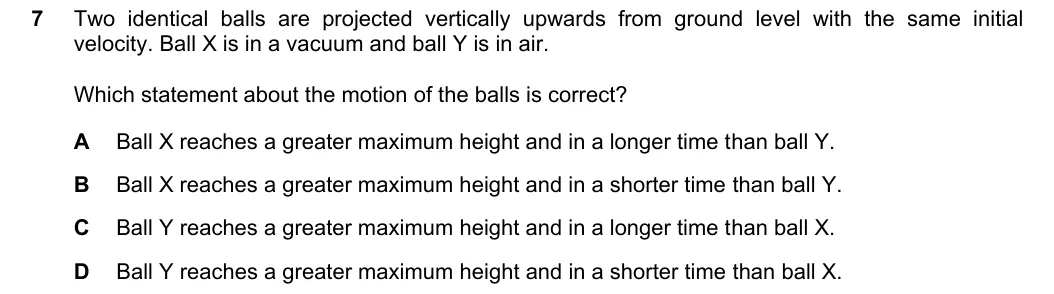 7 Two identical balls are projected vertically upwards from ground level with the same initial
velocity. Ball X is in a vacuum and ball Y is in air.
Which statement about the motion of the balls is correct?
A Ball X reaches a greater maximum height and in a longer time than ball Y.
B Ball X reaches a greater maximum height and in a shorter time than ball Y.
C Ball Y reaches a greater maximum height and in a longer time than ball X.
D Ball Y reaches a greater maximum height and in a shorter time than ball X.